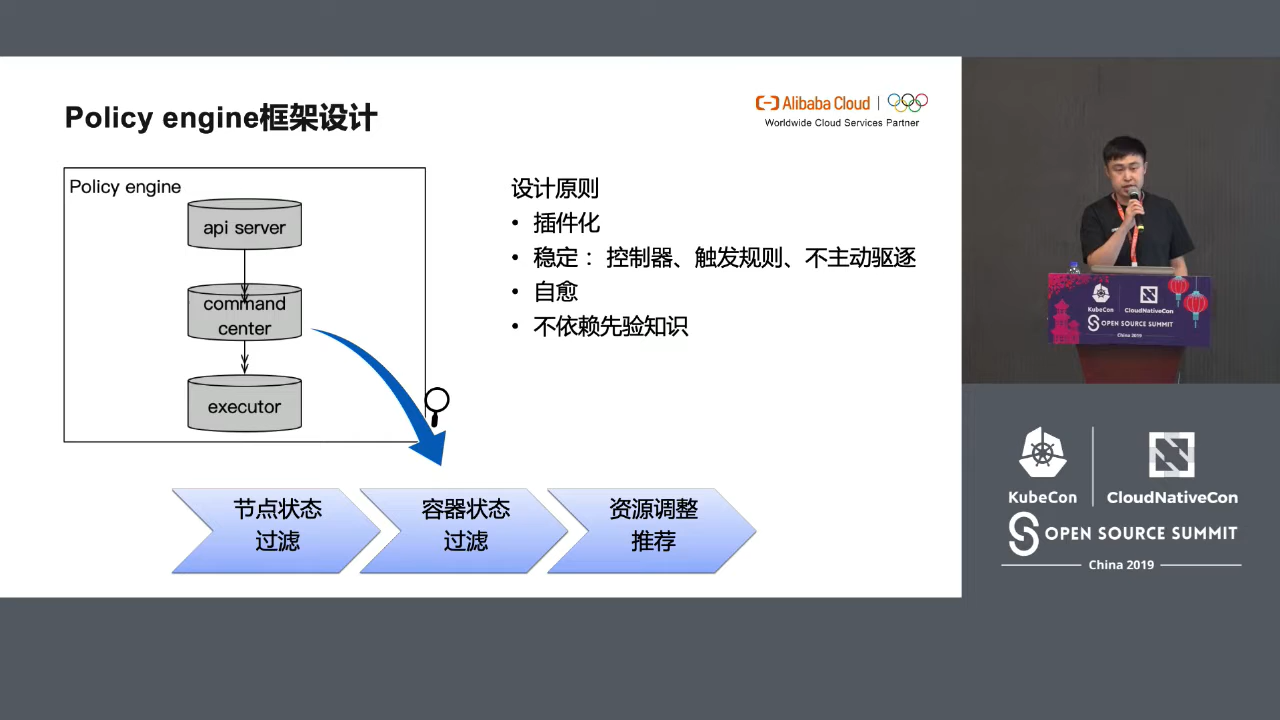 Policy engine框架设计
Alibaba Cloud
Worldwide Cloud Services Partner
Policy engine
api server
command
center
executor
设计原则
• 插件化
• 稳定： 控制器、触发规则、不主动驱逐
• 自愈
• 不依赖先验知识
节点状态
过滤
容器状态
过滤
资源调整
推荐
KubeCon
CloudNativeCon
OPEN SOURCE SUMMIT
China 2019
KubeCon
CloudNativeCon
OPEN SOURCE SUMMIT
China 2019